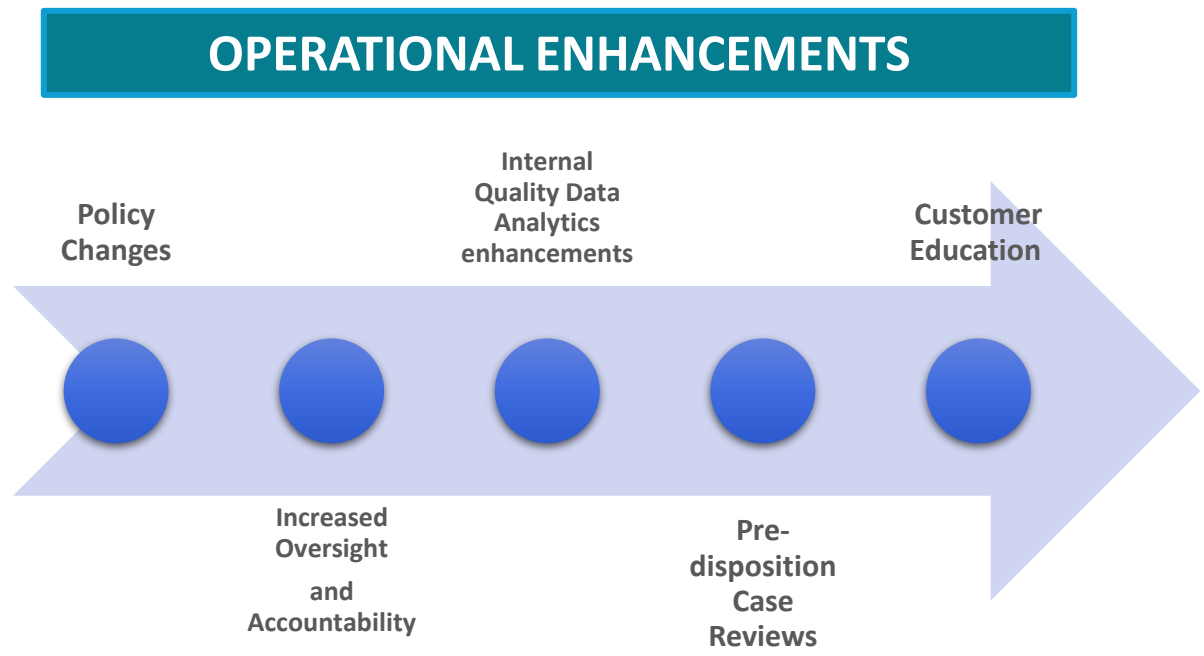 OPERATIONAL ENHANCEMENTS
Policy
Changes
Increased
Oversight
and
Accountability
Internal
Quality Data
Analytics
enhancements
Pre-
disposition
Case
Reviews
Customer
Education